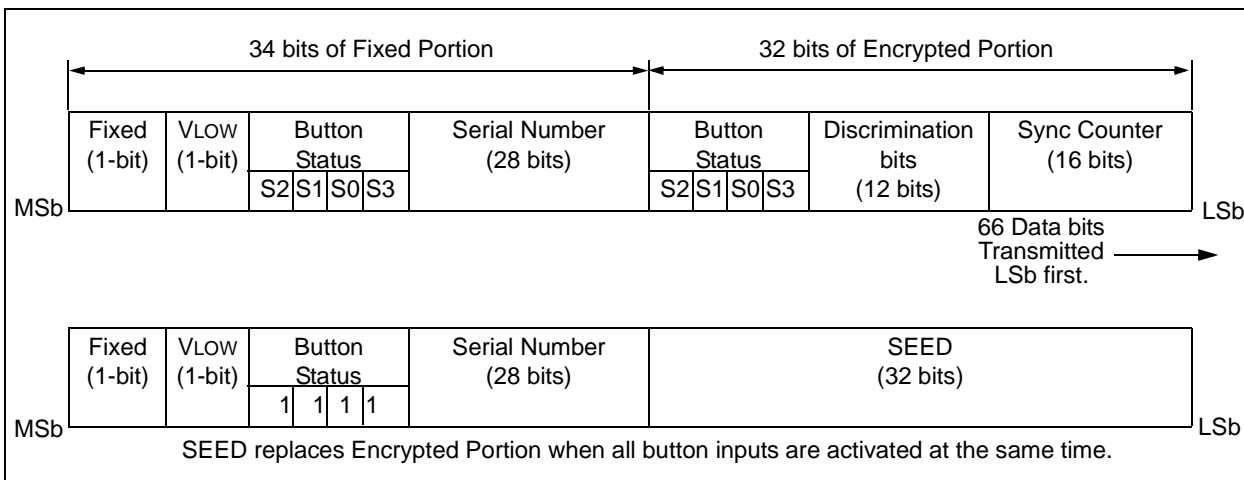 34 bits of Fixed Portion
32 bits of Encrypted Portion
Fixed
(1-bit)
VLOW
(1-bit)
Button
Status
S2 S1 S0 S3
Serial Number
(28 bits)
Button
Status
S2 S1 S0 S3
Discrimination
bits
(12 bits)
Sync Counter
(16 bits)
MSb
LSb
66 Data bits
Transmitted
LSb first.
Fixed
(1-bit)
VLOW
(1-bit)
Button
Status
1 1 1 1
Serial Number
(28 bits)
SEED
(32 bits)
MSb
LSb
SEED replaces Encrypted Portion when all button inputs are activated at the same time.